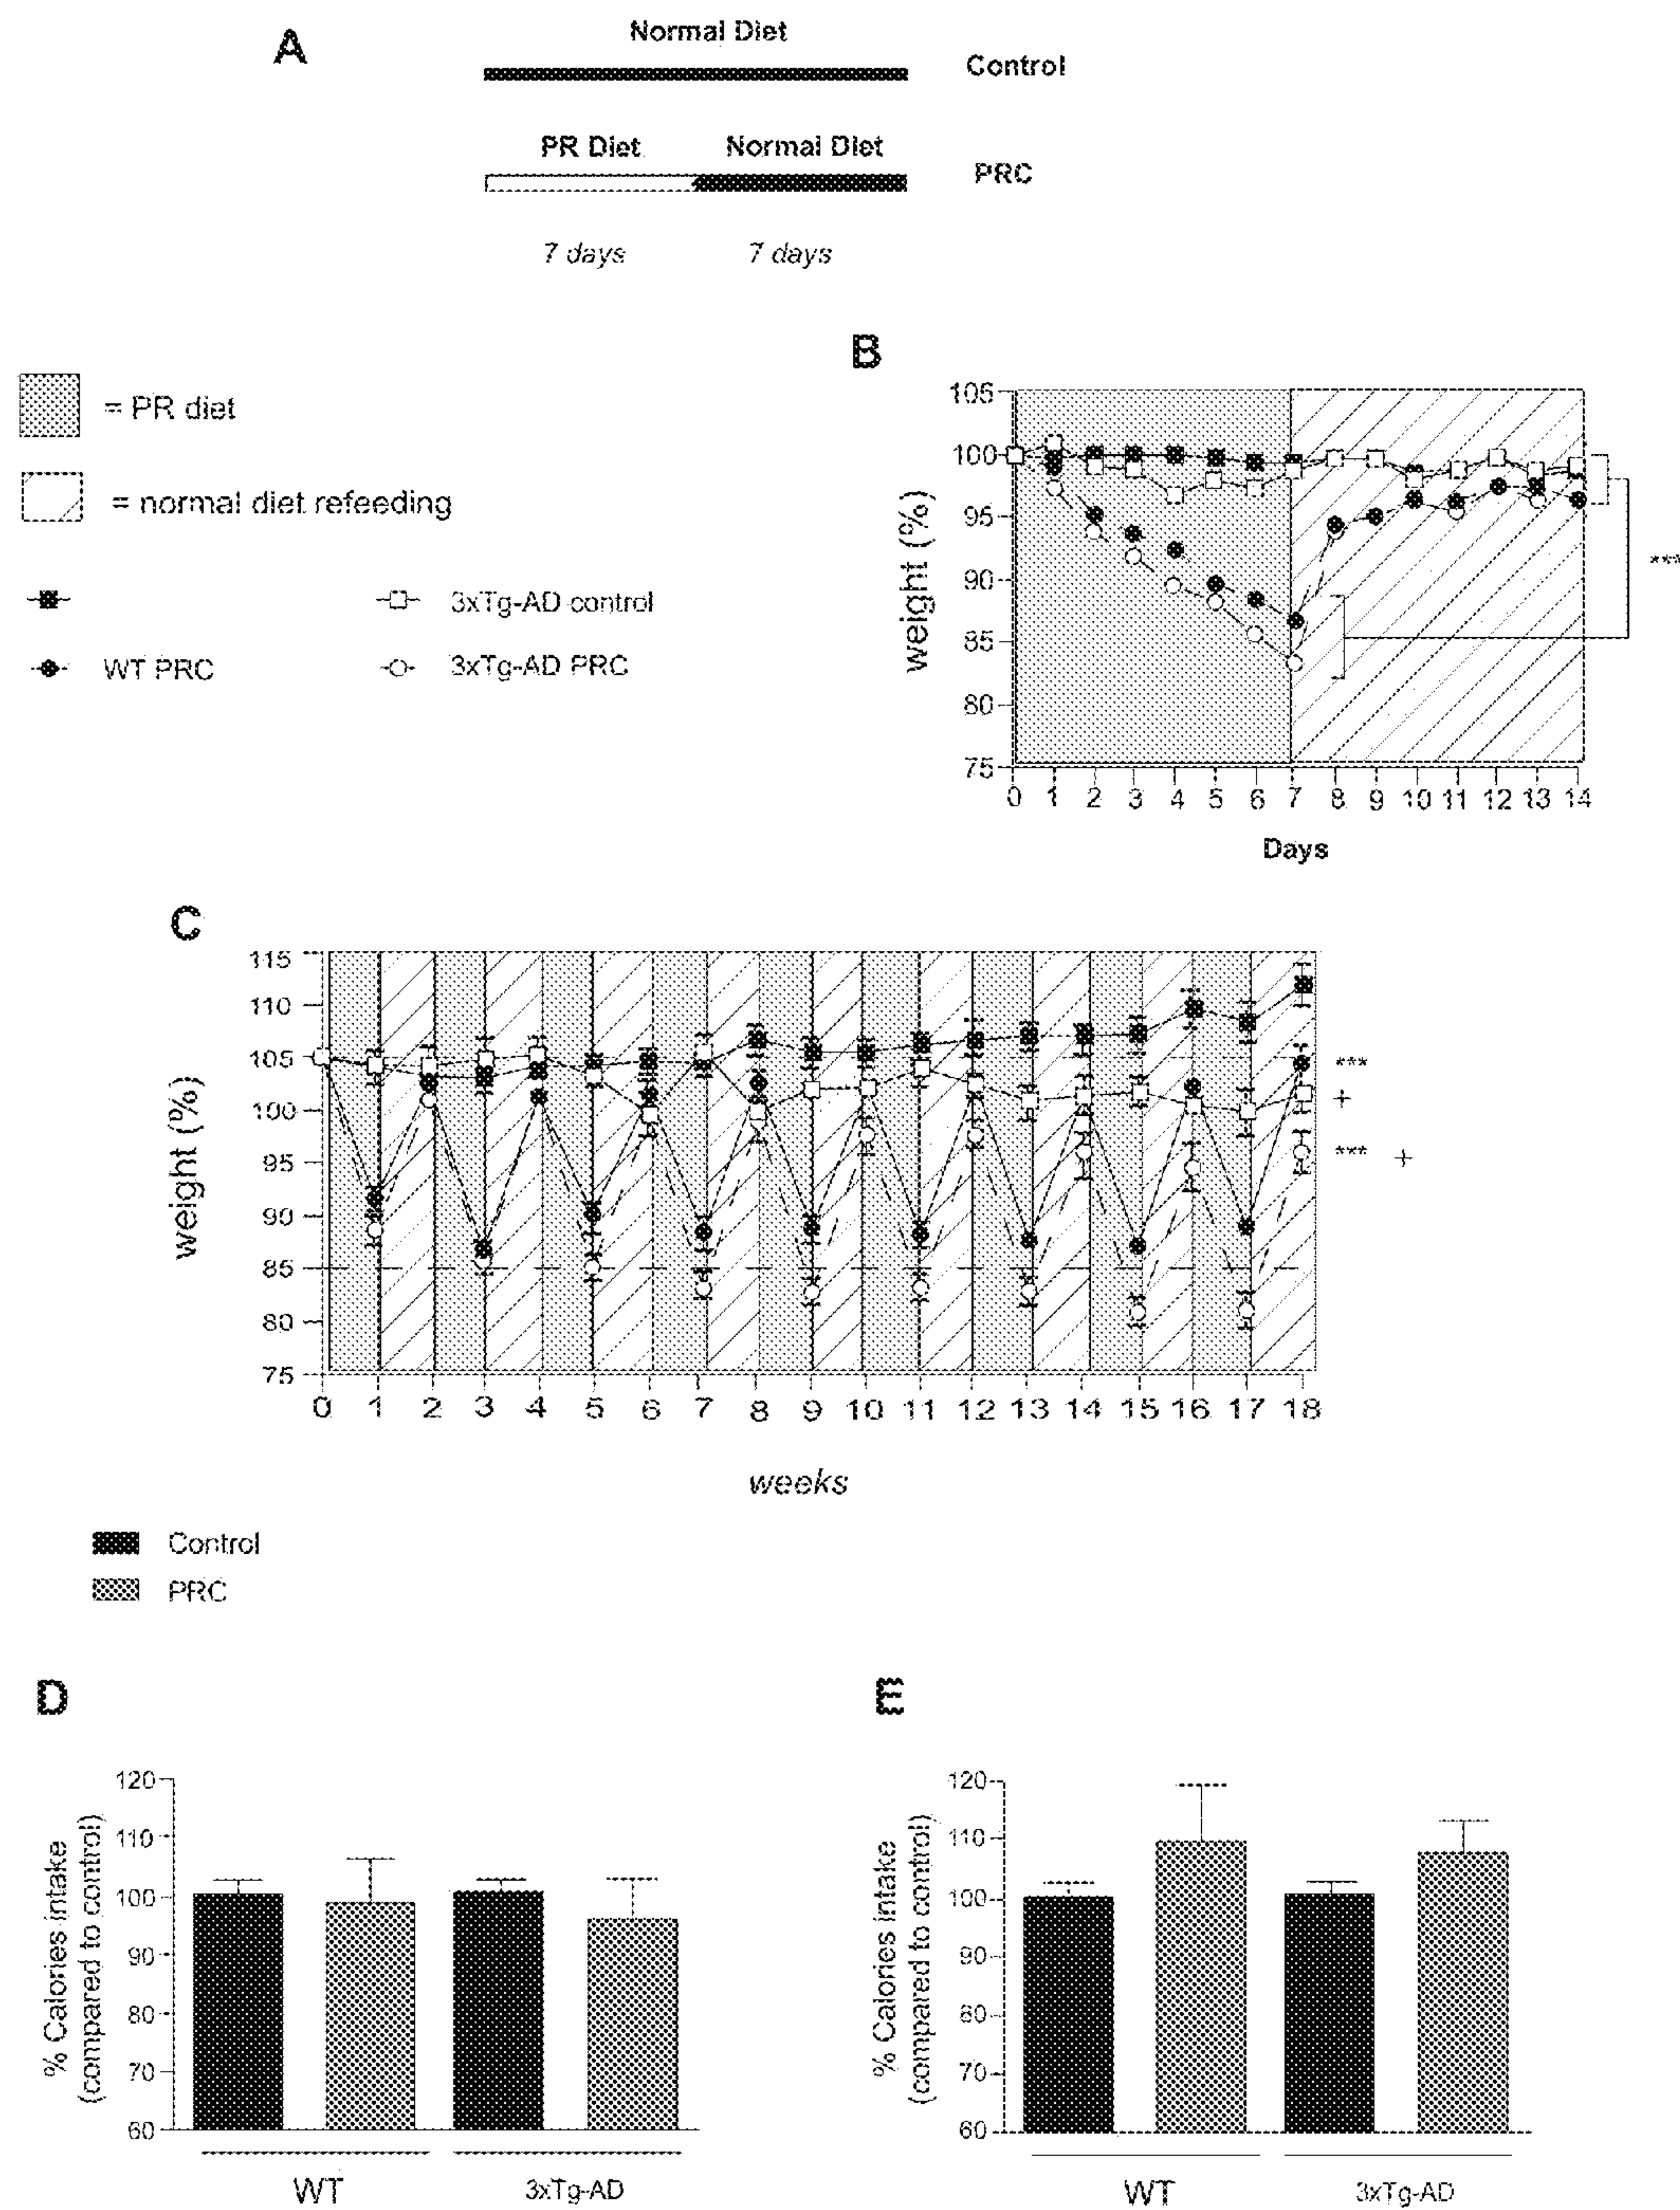 A
Normal Diet
Control
PR Diet
Normal Diet
PRC
7 days
7 days
= PR diet
= normal diet refeeding
3xTg-AD control
WT PRC
3xTg-AD PRC
B
105
100
95
90
85
80
75
weight (%)
0 1 2 3 4 5 6 7 8 9 10 11 12 13 14
Days
***
C
115
110
105
100
95
90
85
80
75
weight (%)
0 1 2 3 4 5 6 7 8 9 10 11 12 13 14 15 16 17 18
weeks
***
+
*** +
Control
PRC
D
120
110
100
90
80
70
60
% Calories intake
(compared to control)
WT
3xTg-AD
E
120
110
100
90
80
70
60
% Calories intake
(compared to control)
WT
3xTg-AD